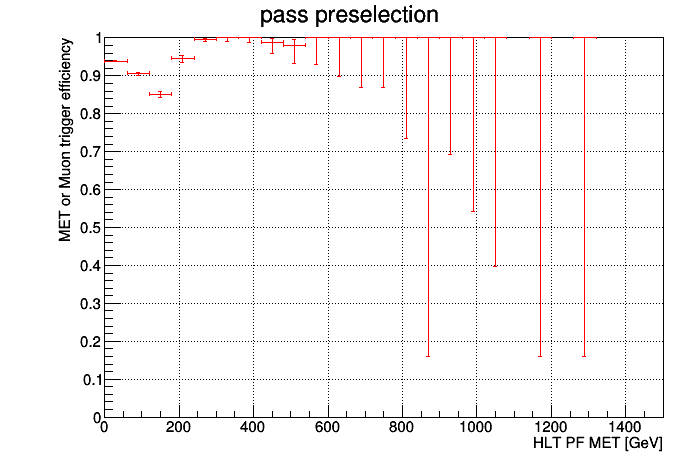 pass preselection
MET or Muon trigger efficiency
1
0.9
0.8
0.7
0.6
0.5
0.4
0.3
0.2
0.1
0
0 200 400 600 800 1000 1200 1400
HLT PF MET [GeV]